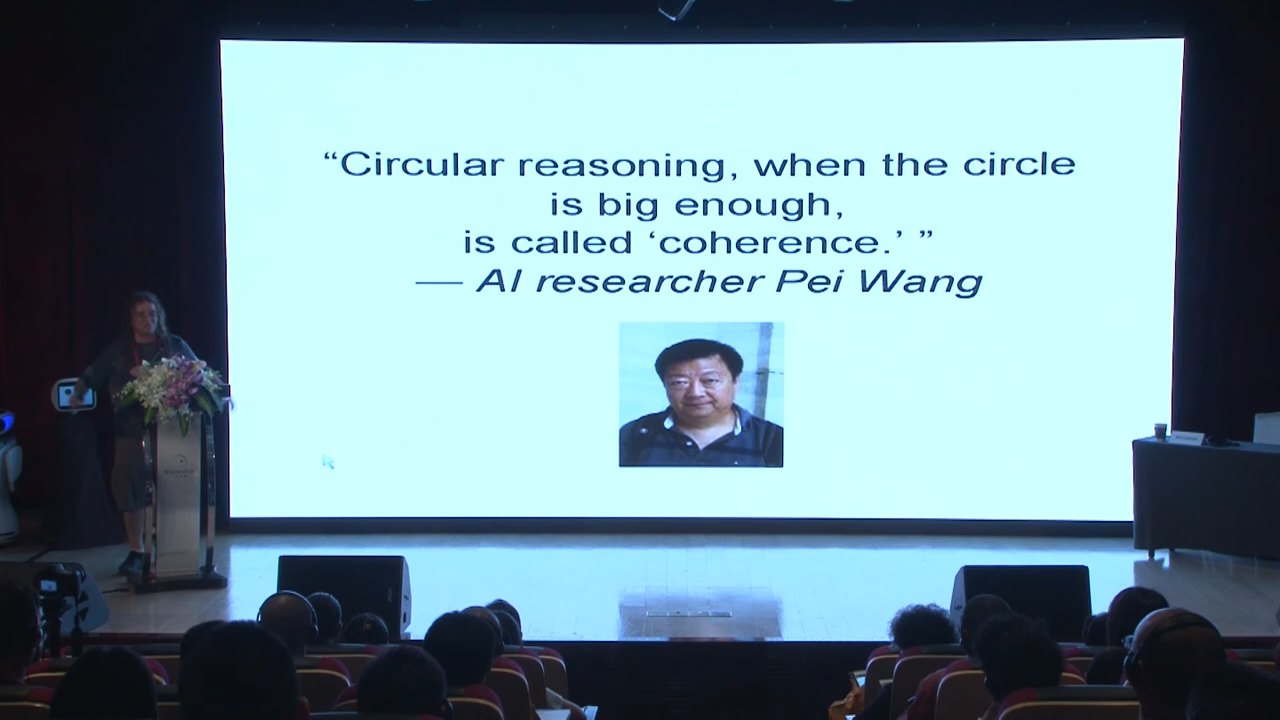 “Circular reasoning, when the circle
is big enough,
is called ‘coherence.’ ”
— AI researcher Pei Wang